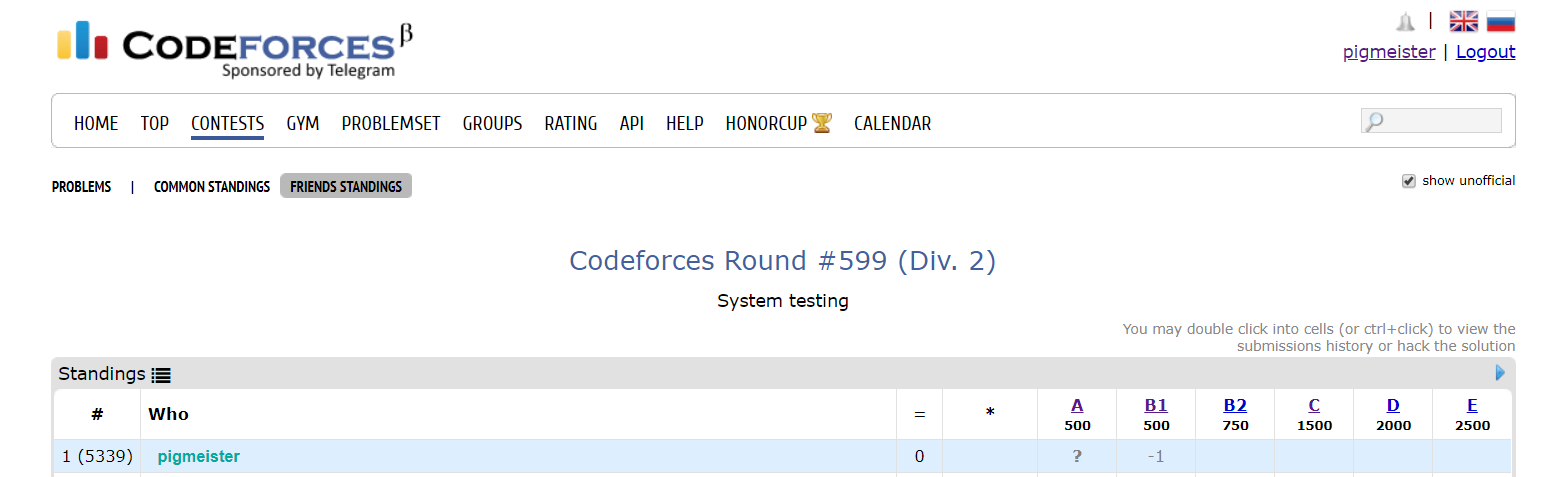 CODEFORCES β
Sponsored by Telegram
|
pigmeister | Logout
HOME TOP CONTESTS GYM PROBLEMSET GROUPS RATING API HELP HONORCUP CALENDAR
PROBLEMS | COMMON STANDINGS FRIENDS STANDINGS
show unofficial
Codeforces Round #599 (Div. 2)
System testing
You may double click into cells (or ctrl+click) to view the
submissions history or hack the solution
Standings
# Who = * A B1 B2 C D E
500 500 750 1500 2000 2500
1 (5339) pigmeister 0 ? -1